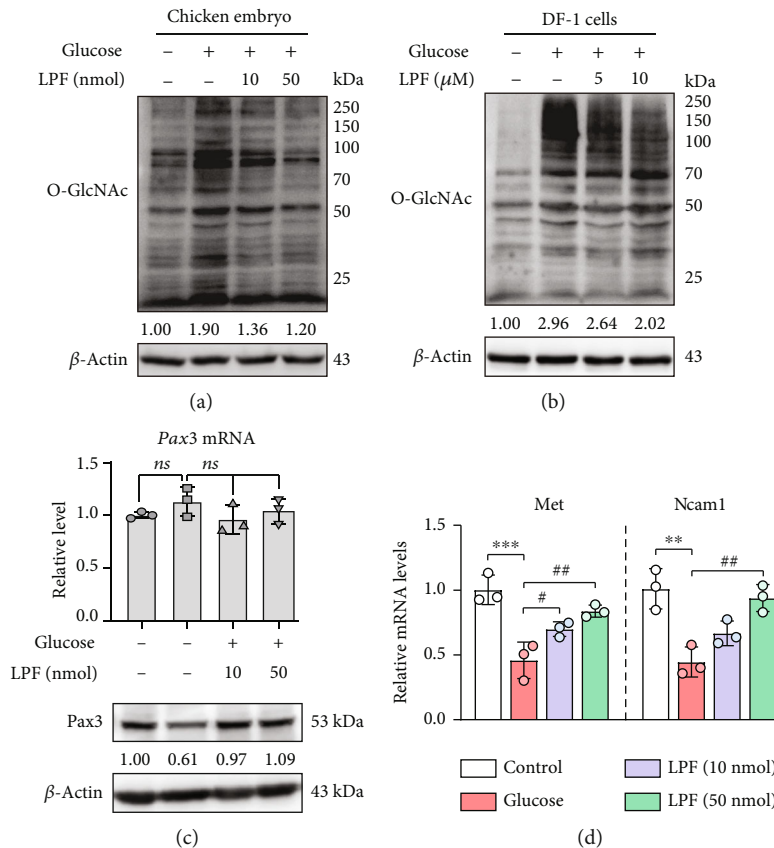 Chicken embryo
Glucose – + + +
LPF (nmol) – – 10 50 kDa
O-GlcNAc
250
150
100
70
50
25
1.00 1.90 1.36 1.20
β-Actin 43
(a)
DF-1 cells
Glucose – + + +
LPF (μM) – – 5 10 kDa
O-GlcNAc
250
150
100
70
50
25
1.00 2.96 2.64 2.02
β-Actin 43
(b)
Pax3 mRNA
Relative level
1.5
1.0
0.5
0.0
ns ns
Glucose – – + +
LPF (nmol) – – 10 50
Pax3 53 kDa
1.00 0.61 0.97 1.09
β-Actin 43 kDa
(c)
Met Ncam1
Relative mRNA levels
1.5
1.0
0.5
0.0
*** ## #
** ##
Control LPF (10 nmol)
Glucose LPF (50 nmol)
(d)